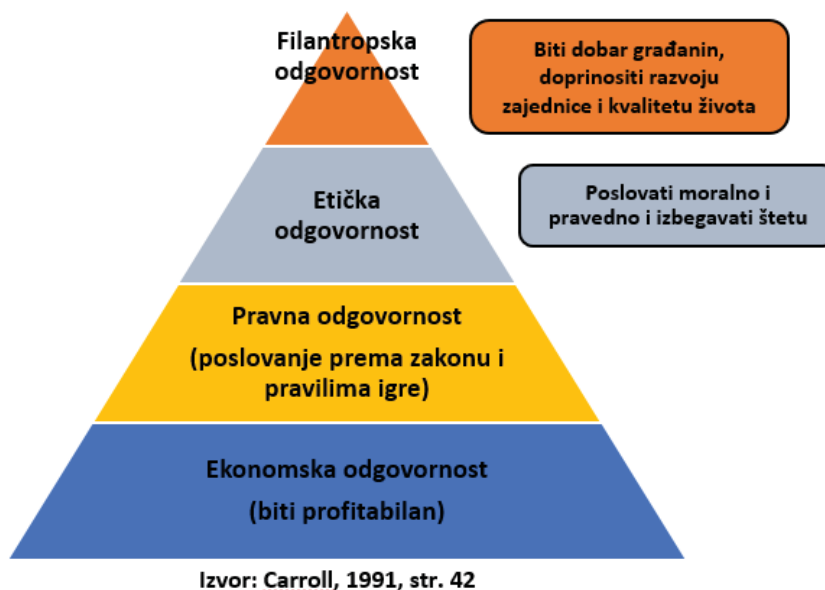 Filantropska
odgovornost
Biti dobar građanin,
doprinositi razvoju
zajednice i kvalitetu života
Etička
odgovornost
Poslovati moralno i
pravedno i izbegavati štetu
Pravna odgovornost
(poslovanje prema zakonu i
pravilima igre)
Ekonomska odgovornost
(biti profitabilan)
Izvor: Carroll, 1991, str. 42